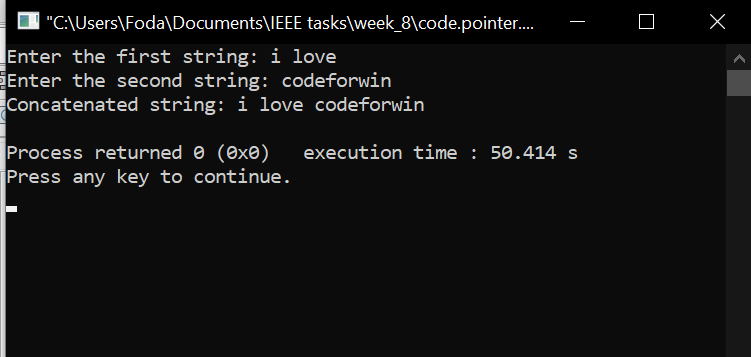 "C:\Users\Foda\Documents\IEEE tasks\week_8\code.pointer....
Enter the first string: i love
Enter the second string: codeforwin
Concatenated string: i love codeforwin
Process returned 0 (0x0)   execution time : 50.414 s
Press any key to continue.